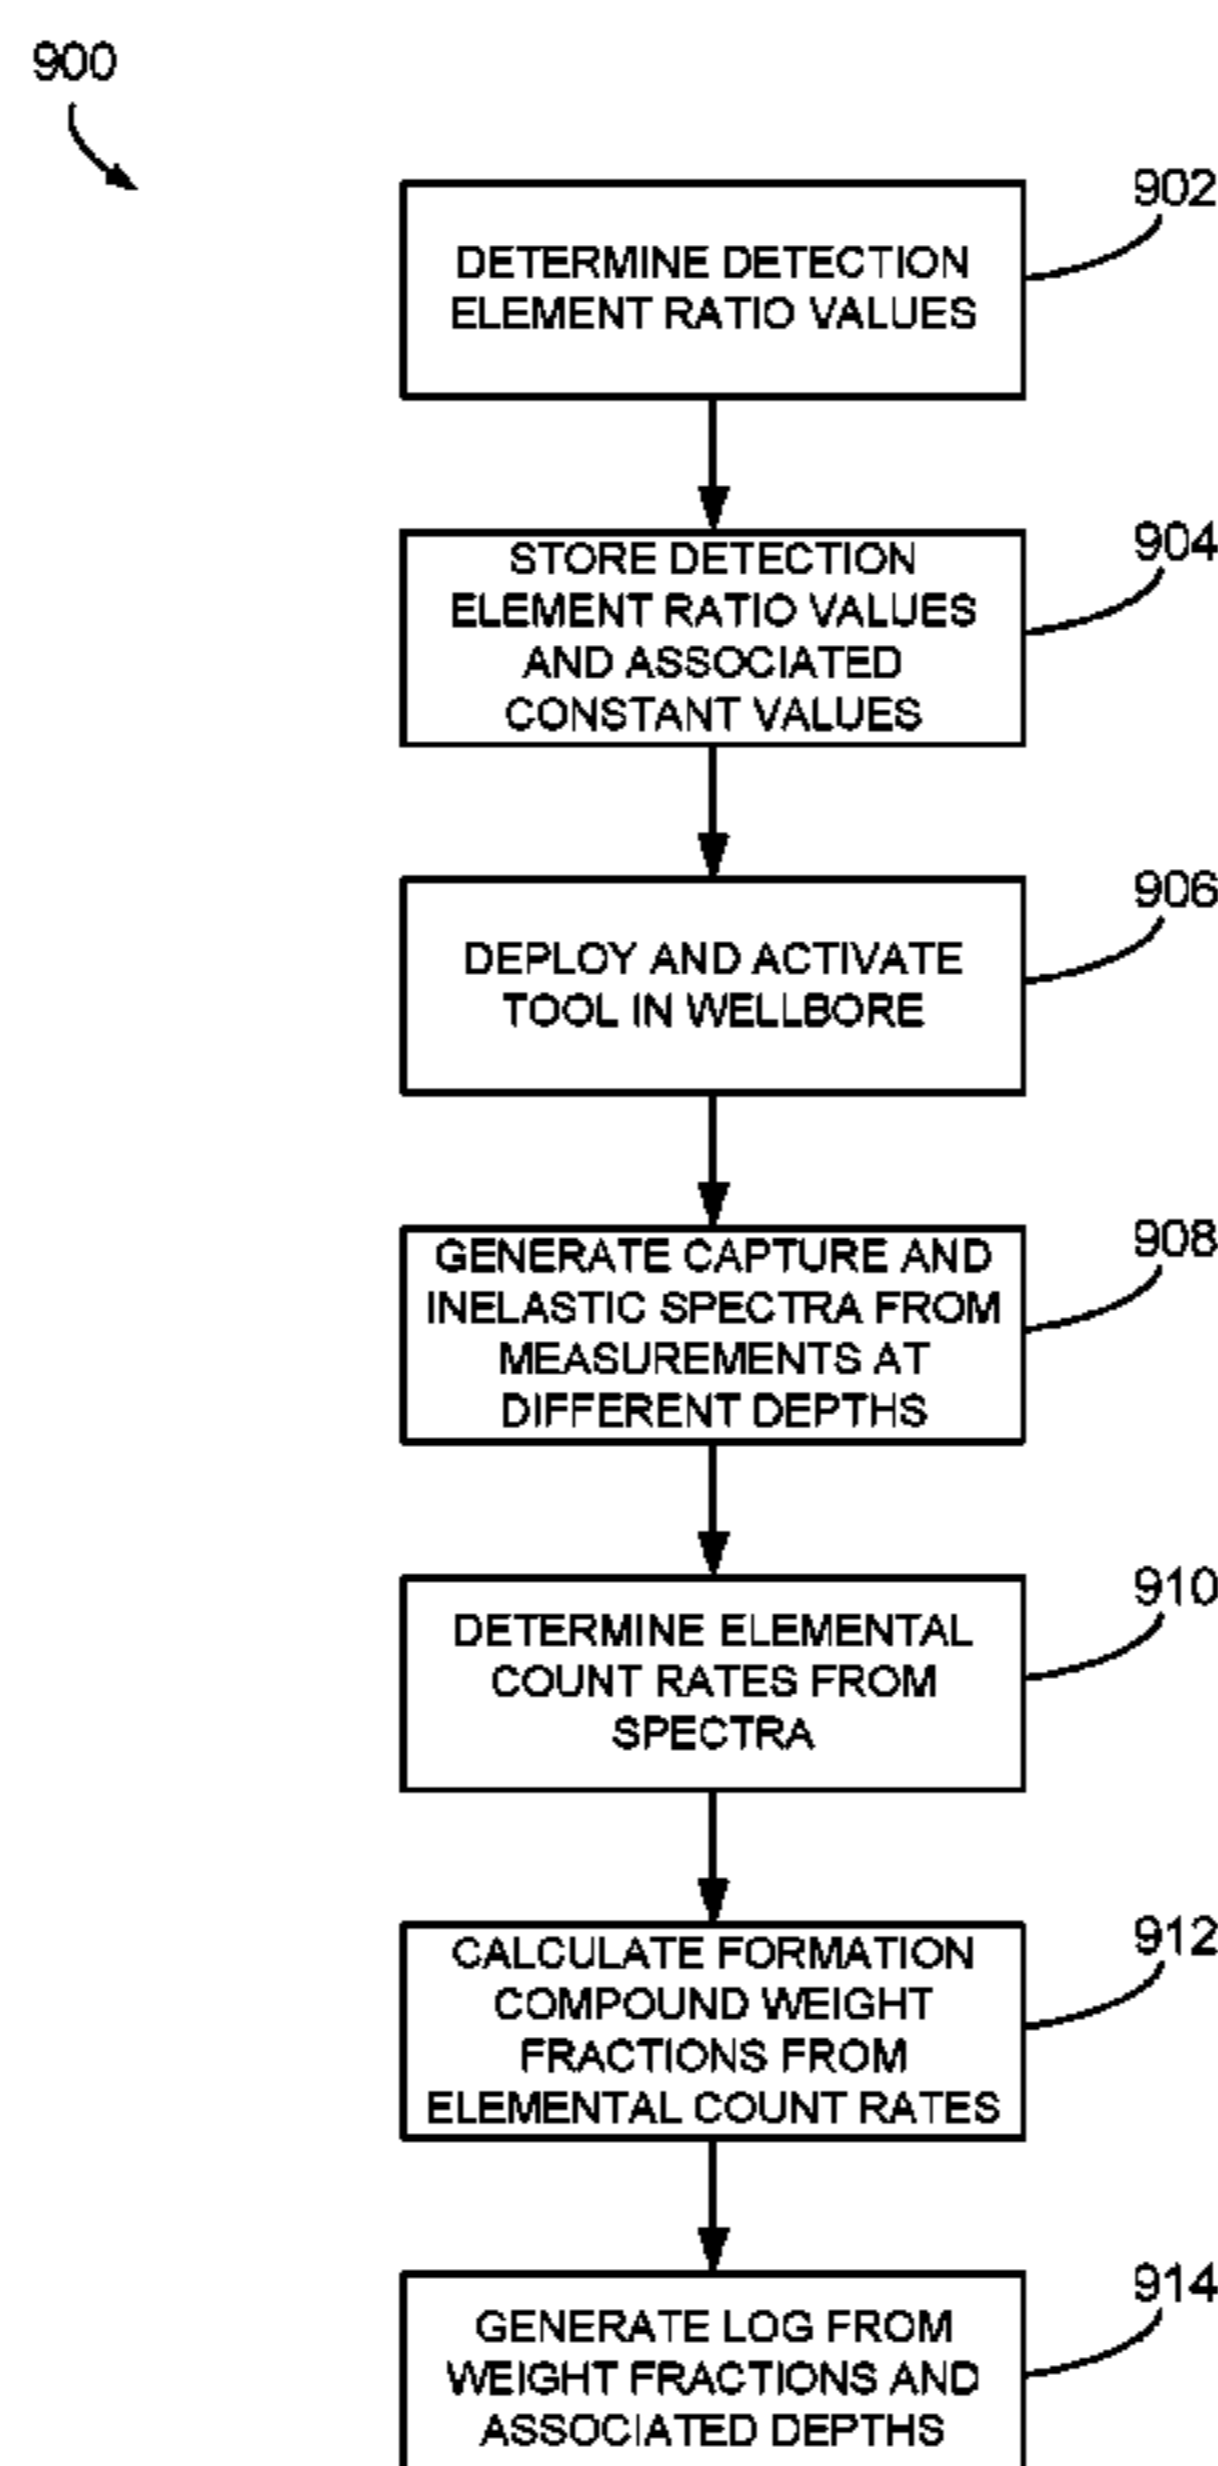 900
902
DETERMINE DETECTION
ELEMENT RATIO VALUES
904
STORE DETECTION
ELEMENT RATIO VALUES
AND ASSOCIATED
CONSTANT VALUES
906
DEPLOY AND ACTIVATE
TOOL IN WELLBORE
908
GENERATE CAPTURE AND
INELASTIC SPECTRA FROM
MEASUREMENTS AT
DIFFERENT DEPTHS
910
DETERMINE ELEMENTAL
COUNT RATES FROM
SPECTRA
912
CALCULATE FORMATION
COMPOUND WEIGHT
FRACTIONS FROM
ELEMENTAL COUNT RATES
914
GENERATE LOG FROM
WEIGHT FRACTIONS AND
ASSOCIATED DEPTHS